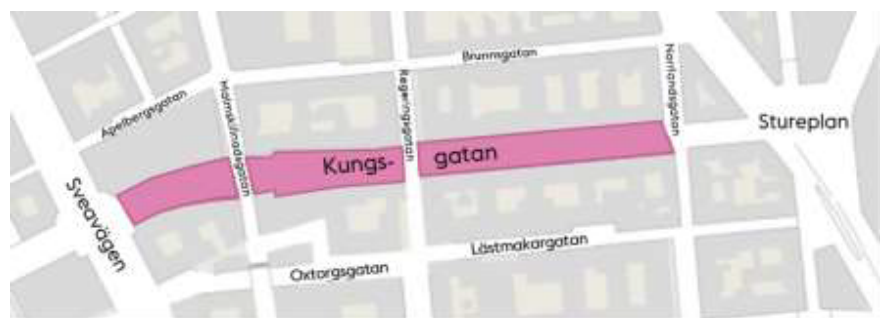 Brunnsgatan
Apelbergsgatan
Malmskillnadsgatan
Regeringsgatan
Norrlandsgatan
Stureplan
Kungs- gatan
Sveavägen
Lästmakargatan
Oxtorgsgatan